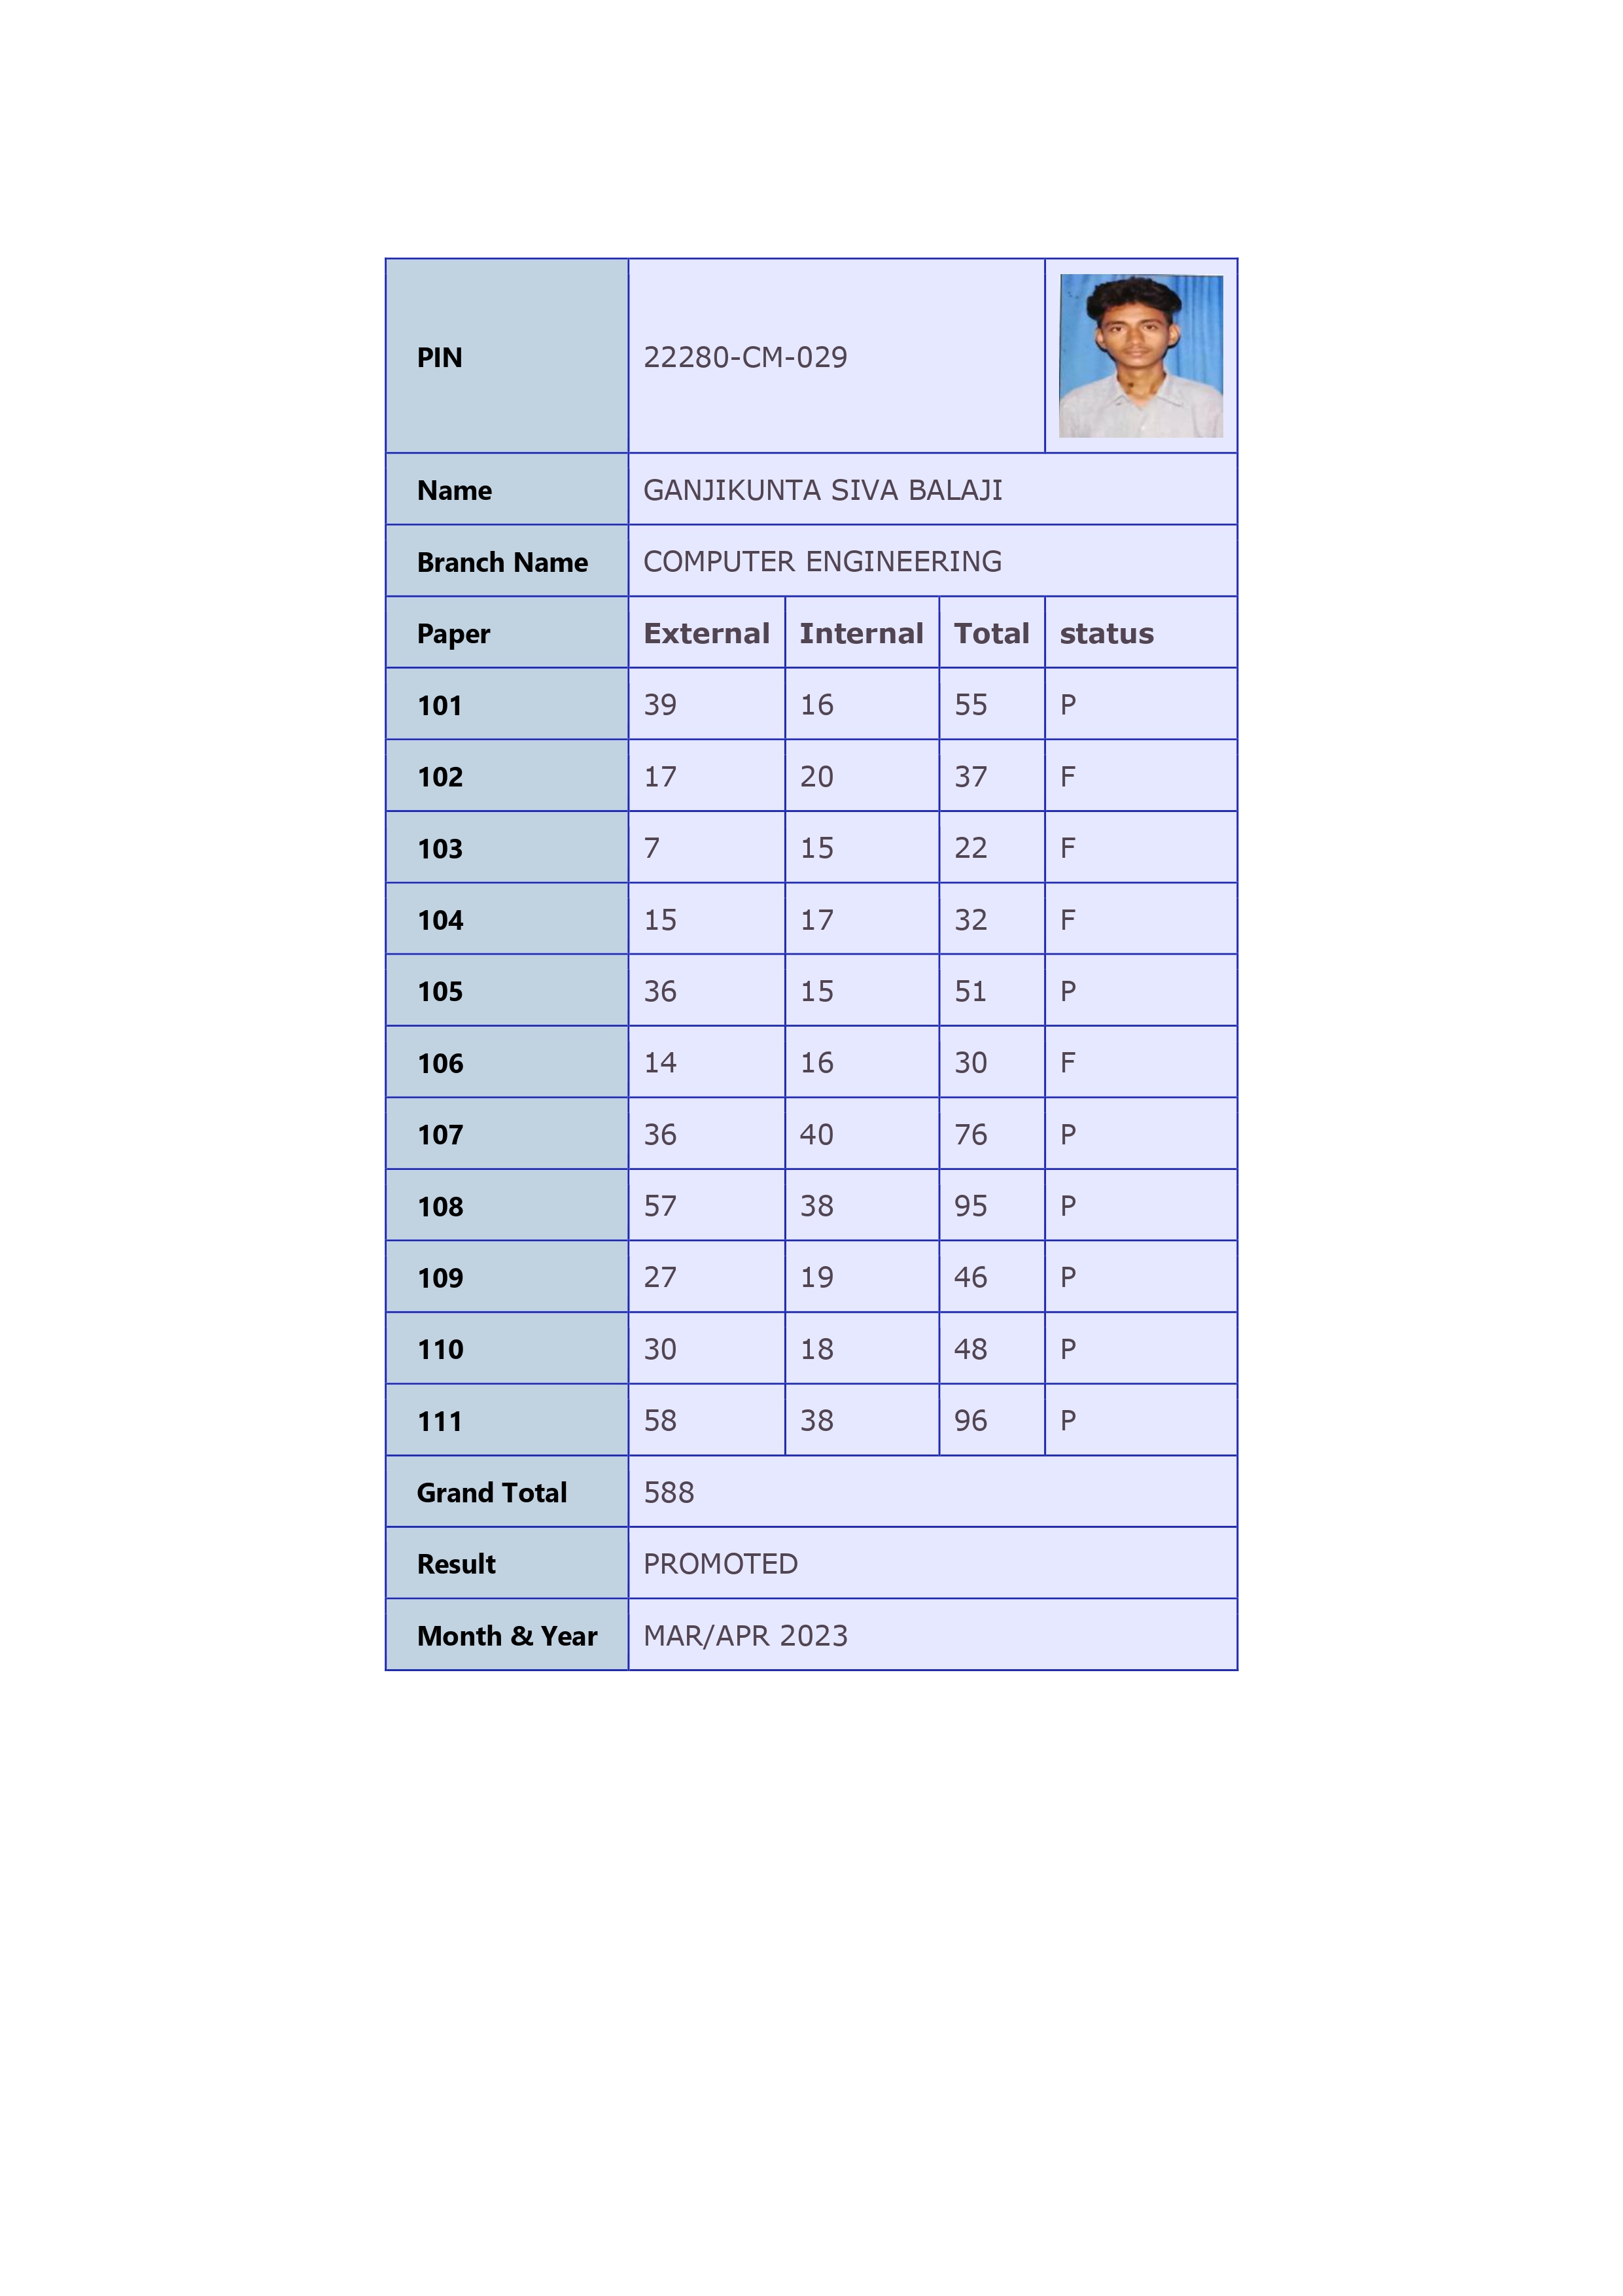 PIN 22280-CM-029
Name GANJIKUNTA SIVA BALAJI
Branch Name COMPUTER ENGINEERING
Paper External Internal Total status
101 39 16 55 P
102 17 20 37 F
103 7 15 22 F
104 15 17 32 F
105 36 15 51 P
106 14 16 30 F
107 36 40 76 P
108 57 38 95 P
109 27 19 46 P
110 30 18 48 P
111 58 38 96 P
Grand Total 588
Result PROMOTED
Month & Year MAR/APR 2023